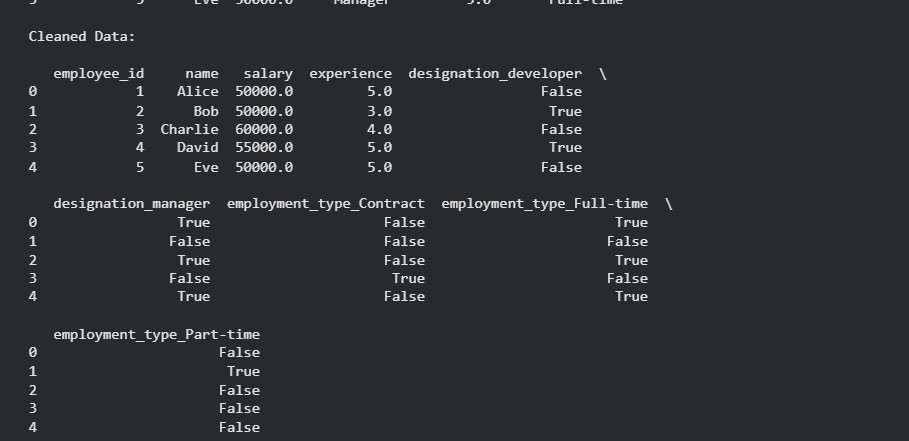 5 5 Eve 50000.0 Manager 5.0 Full-time
Cleaned Data:
employee_id name salary experience designation_developer \
0 1 Alice 50000.0 5.0 False
1 2 Bob 50000.0 3.0 True
2 3 Charlie 60000.0 4.0 False
3 4 David 55000.0 5.0 True
4 5 Eve 50000.0 5.0 False
designation_manager employment_type_Contract employment_type_Full-time \
0 True False True
1 False False False
2 True False True
3 False True False
4 True False True
employment_type_Part-time
0 False
1 True
2 False
3 False
4 False